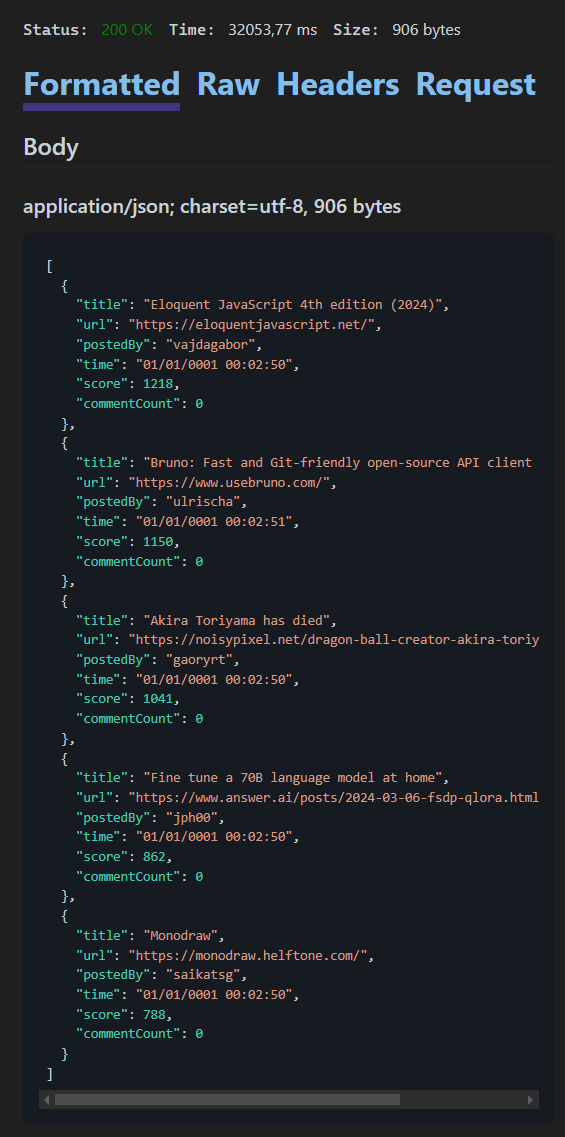 Status: 200 OK Time: 32053,77 ms Size: 906 bytes
Formatted Raw Headers Request
Body
application/json; charset=utf-8, 906 bytes
[
  {
    "title": "Eloquent JavaScript 4th edition (2024)",
    "url": "https://eloquentjavascript.net/",
    "postedBy": "vajdagabor",
    "time": "01/01/0001 00:02:50",
    "score": 1218,
    "commentCount": 0
  },
  {
    "title": "Bruno: Fast and Git-friendly open-source API client
    "url": "https://www.usebruno.com/",
    "postedBy": "ulrischa",
    "time": "01/01/0001 00:02:51",
    "score": 1150,
    "commentCount": 0
  },
  {
    "title": "Akira Toriyama has died",
    "url": "https://noisypixel.net/dragon-ball-creator-akira-toriy
    "postedBy": "gaoryrt",
    "time": "01/01/0001 00:02:50",
    "score": 1041,
    "commentCount": 0
  },
  {
    "title": "Fine tune a 70B language model at home",
    "url": "https://www.answer.ai/posts/2024-03-06-fsdp-qlora.html
    "postedBy": "jph00",
    "time": "01/01/0001 00:02:50",
    "score": 862,
    "commentCount": 0
  },
  {
    "title": "Monodraw",
    "url": "https://monodraw.helftone.com/",
    "postedBy": "saikatsg",
    "time": "01/01/0001 00:02:50",
    "score": 788,
    "commentCount": 0
  }
]